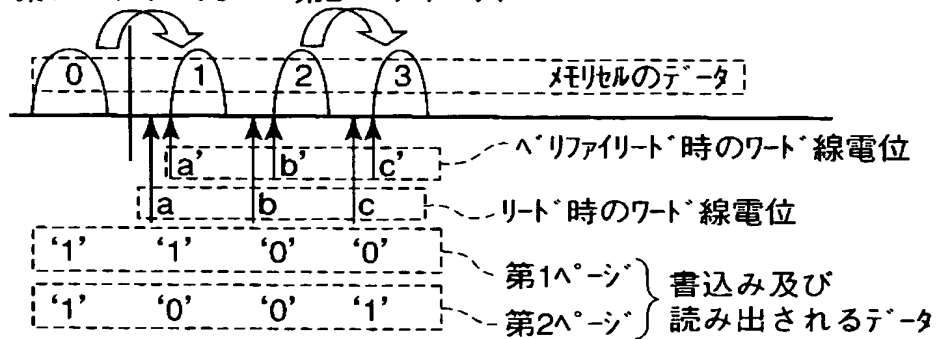 0 1 2 3 メモリセルのデータ
a' b' c' ベリファイリード時のワード線電位
a b c リード時のワード線電位
'1' '1' '0' '0' 第1ページ
'1' '0' '0' '1' 第2ページ
書込み及び
読み出されるデータ